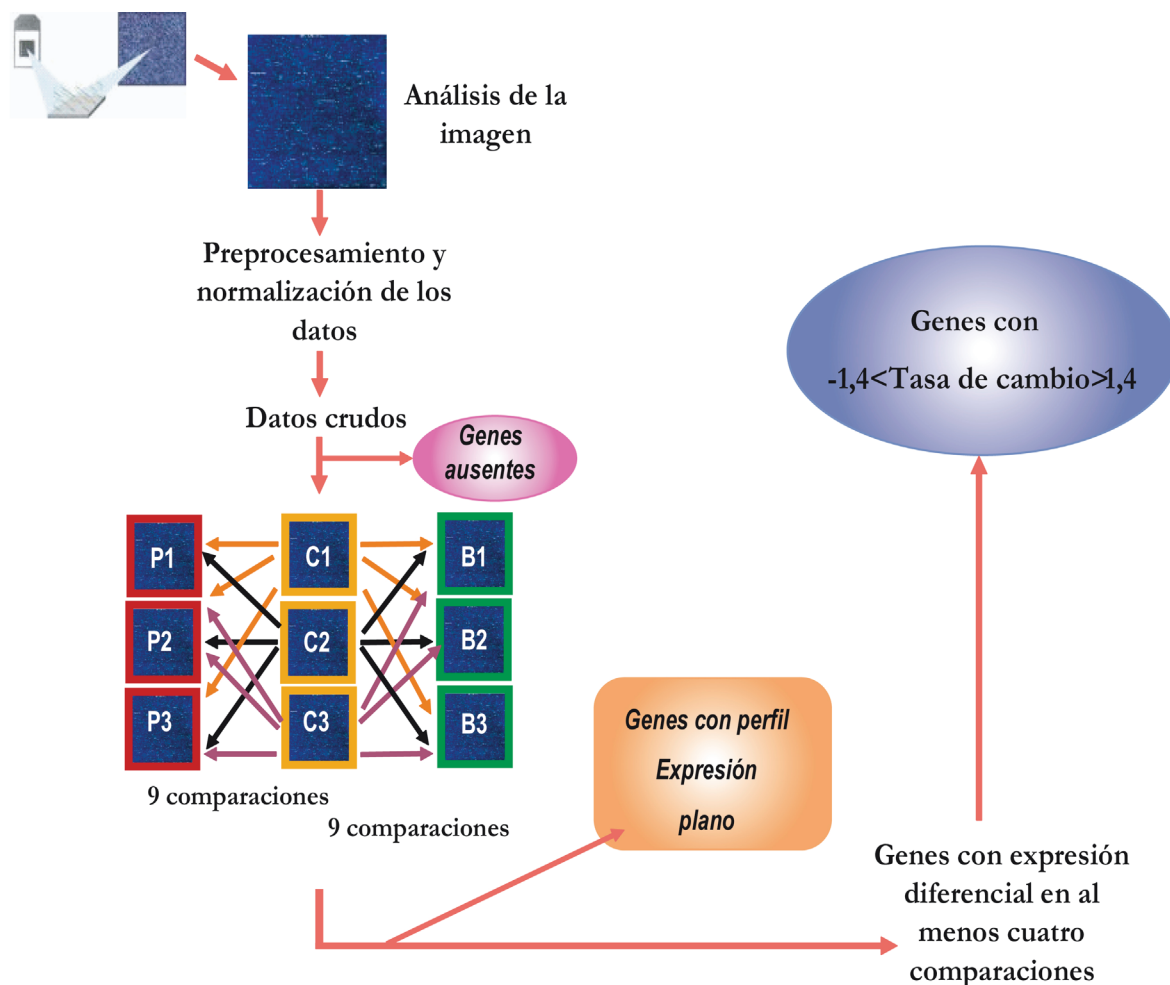 Análisis de la
imagen
Preprocesamiento y
normalización de los
datos
Datos crudos
Genes
ausentes
Genes con
-1,4<Tasa de cambio>1,4
P1
C1
B1
P2
C2
B2
P3
C3
B3
9 comparaciones
9 comparaciones
Genes con perfil
Expresión
plano
Genes con expresión
diferencial en al
menos cuatro
comparaciones